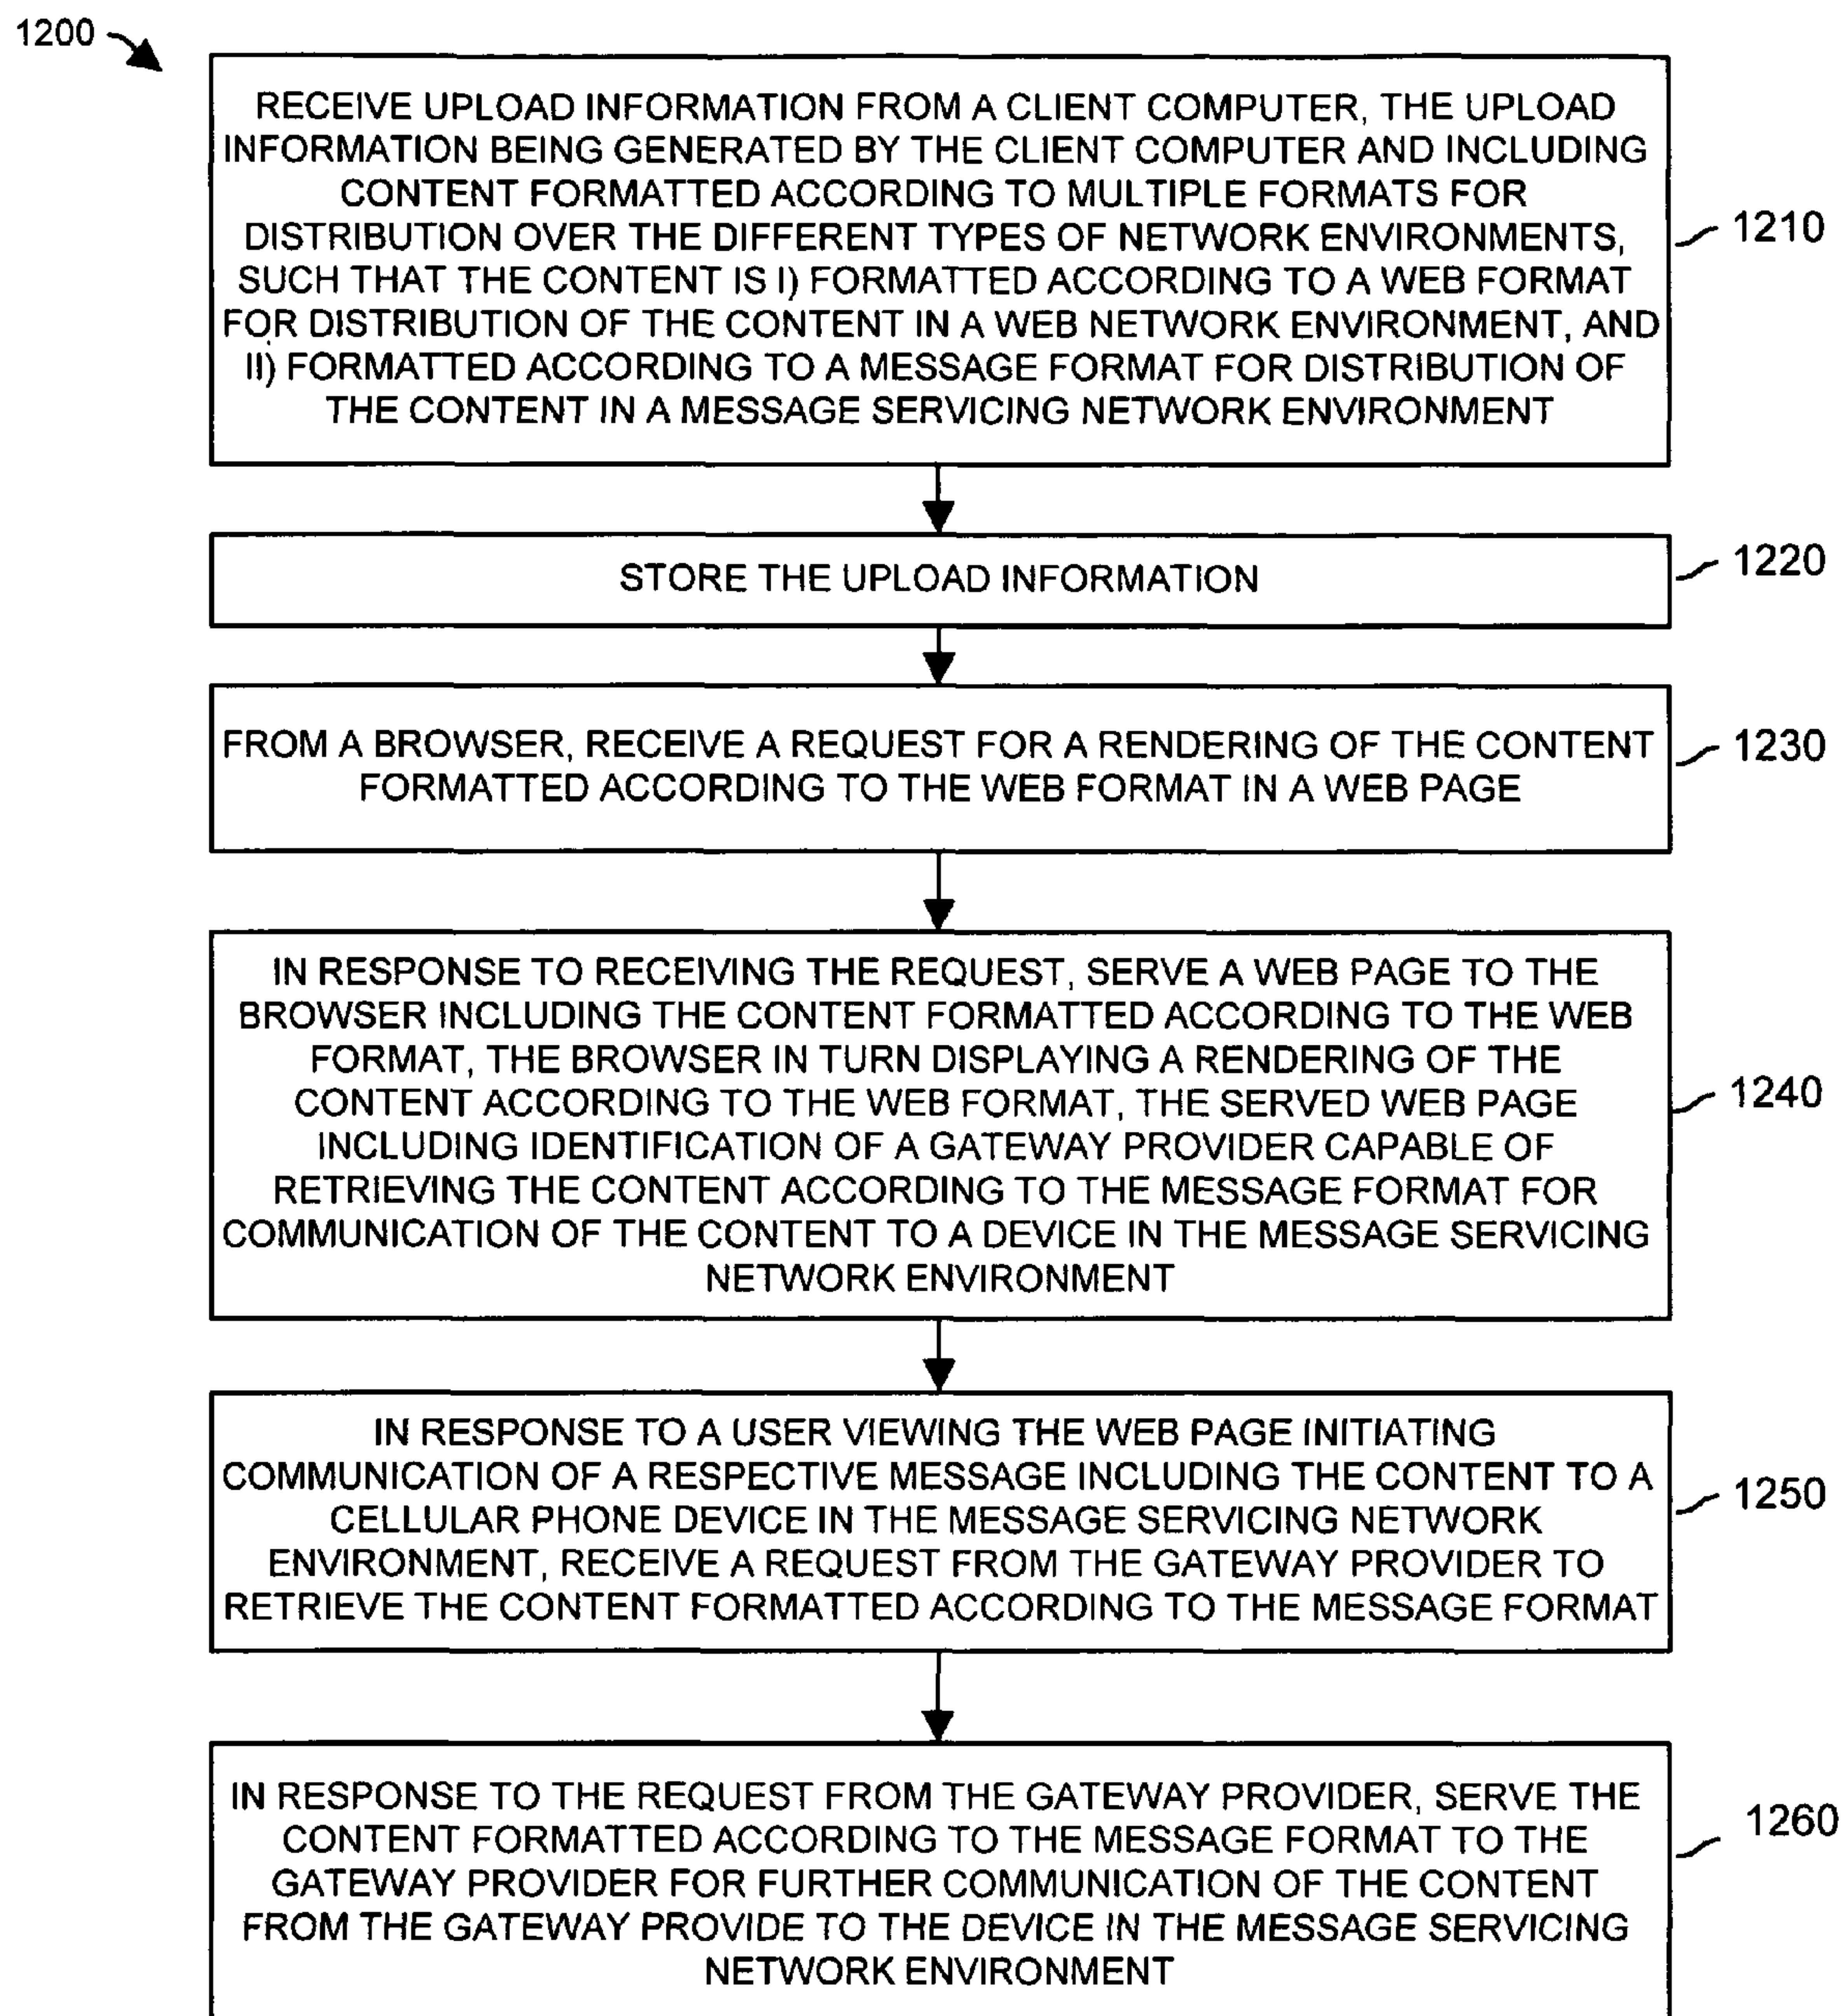 1200
RECEIVE UPLOAD INFORMATION FROM A CLIENT COMPUTER, THE UPLOAD
INFORMATION BEING GENERATED BY THE CLIENT COMPUTER AND INCLUDING
CONTENT FORMATTED ACCORDING TO MULTIPLE FORMATS FOR
DISTRIBUTION OVER THE DIFFERENT TYPES OF NETWORK ENVIRONMENTS,
SUCH THAT THE CONTENT IS I) FORMATTED ACCORDING TO A WEB FORMAT
FOR DISTRIBUTION OF THE CONTENT IN A WEB NETWORK ENVIRONMENT, AND
II) FORMATTED ACCORDING TO A MESSAGE FORMAT FOR DISTRIBUTION OF
THE CONTENT IN A MESSAGE SERVICING NETWORK ENVIRONMENT
1210
STORE THE UPLOAD INFORMATION
1220
FROM A BROWSER, RECEIVE A REQUEST FOR A RENDERING OF THE CONTENT
FORMATTED ACCORDING TO THE WEB FORMAT IN A WEB PAGE
1230
IN RESPONSE TO RECEIVING THE REQUEST, SERVE A WEB PAGE TO THE
BROWSER INCLUDING THE CONTENT FORMATTED ACCORDING TO THE WEB
FORMAT, THE BROWSER IN TURN DISPLAYING A RENDERING OF THE
CONTENT ACCORDING TO THE WEB FORMAT, THE SERVED WEB PAGE
INCLUDING IDENTIFICATION OF A GATEWAY PROVIDER CAPABLE OF
RETRIEVING THE CONTENT ACCORDING TO THE MESSAGE FORMAT FOR
COMMUNICATION OF THE CONTENT TO A DEVICE IN THE MESSAGE SERVICING
NETWORK ENVIRONMENT
1240
IN RESPONSE TO A USER VIEWING THE WEB PAGE INITIATING
COMMUNICATION OF A RESPECTIVE MESSAGE INCLUDING THE CONTENT TO A
CELLULAR PHONE DEVICE IN THE MESSAGE SERVICING NETWORK
ENVIRONMENT, RECEIVE A REQUEST FROM THE GATEWAY PROVIDER TO
RETRIEVE THE CONTENT FORMATTED ACCORDING TO THE MESSAGE FORMAT
1250
IN RESPONSE TO THE REQUEST FROM THE GATEWAY PROVIDER, SERVE THE
CONTENT FORMATTED ACCORDING TO THE MESSAGE FORMAT TO THE
GATEWAY PROVIDER FOR FURTHER COMMUNICATION OF THE CONTENT
FROM THE GATEWAY PROVIDE TO THE DEVICE IN THE MESSAGE SERVICING
NETWORK ENVIRONMENT
1260